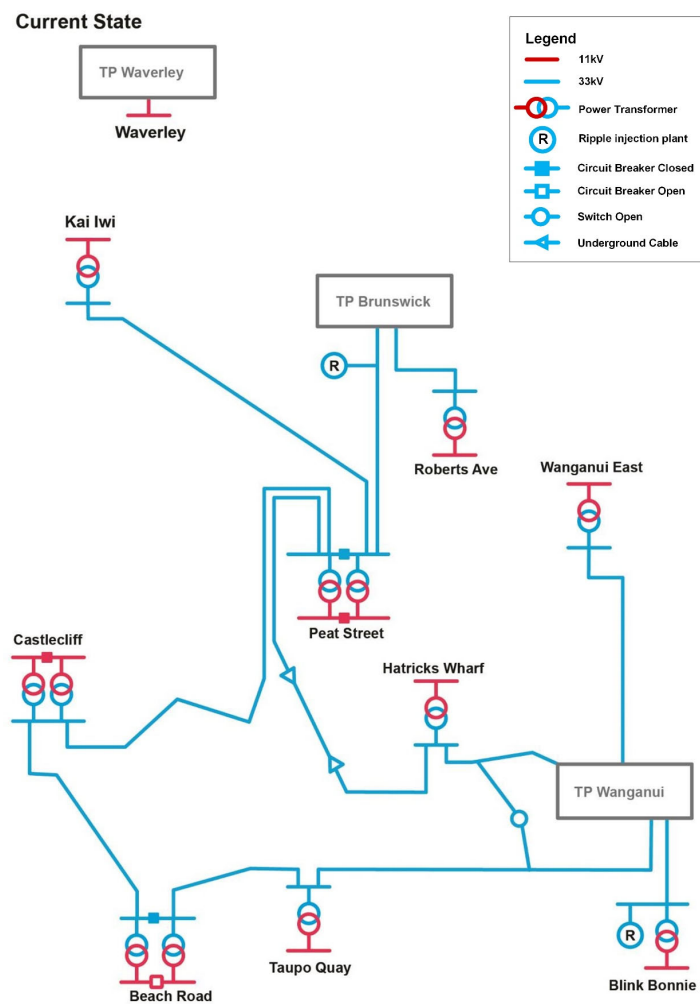 Current State
TP Waverley
Waverley
Legend
11kV
33kV
Power Transformer
R
Ripple injection plant
Circuit Breaker Closed
Circuit Breaker Open
Switch Open
Underground Cable
Kai Iwi
TP Brunswick
R
Roberts Ave
Wanganui East
Peat Street
Castlecliff
Hatricks Wharf
TP Wanganui
R
Taupo Quay
Beach Road
Blink Bonnie